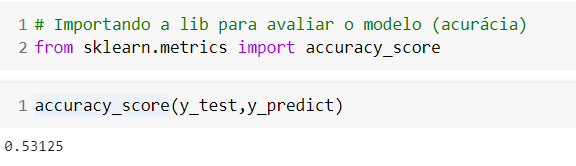 1 # Importando a lib para avaliar o modelo (acurácia)
2 from sklearn.metrics import accuracy_score
1 accuracy_score(y_test,y_predict)
0.53125